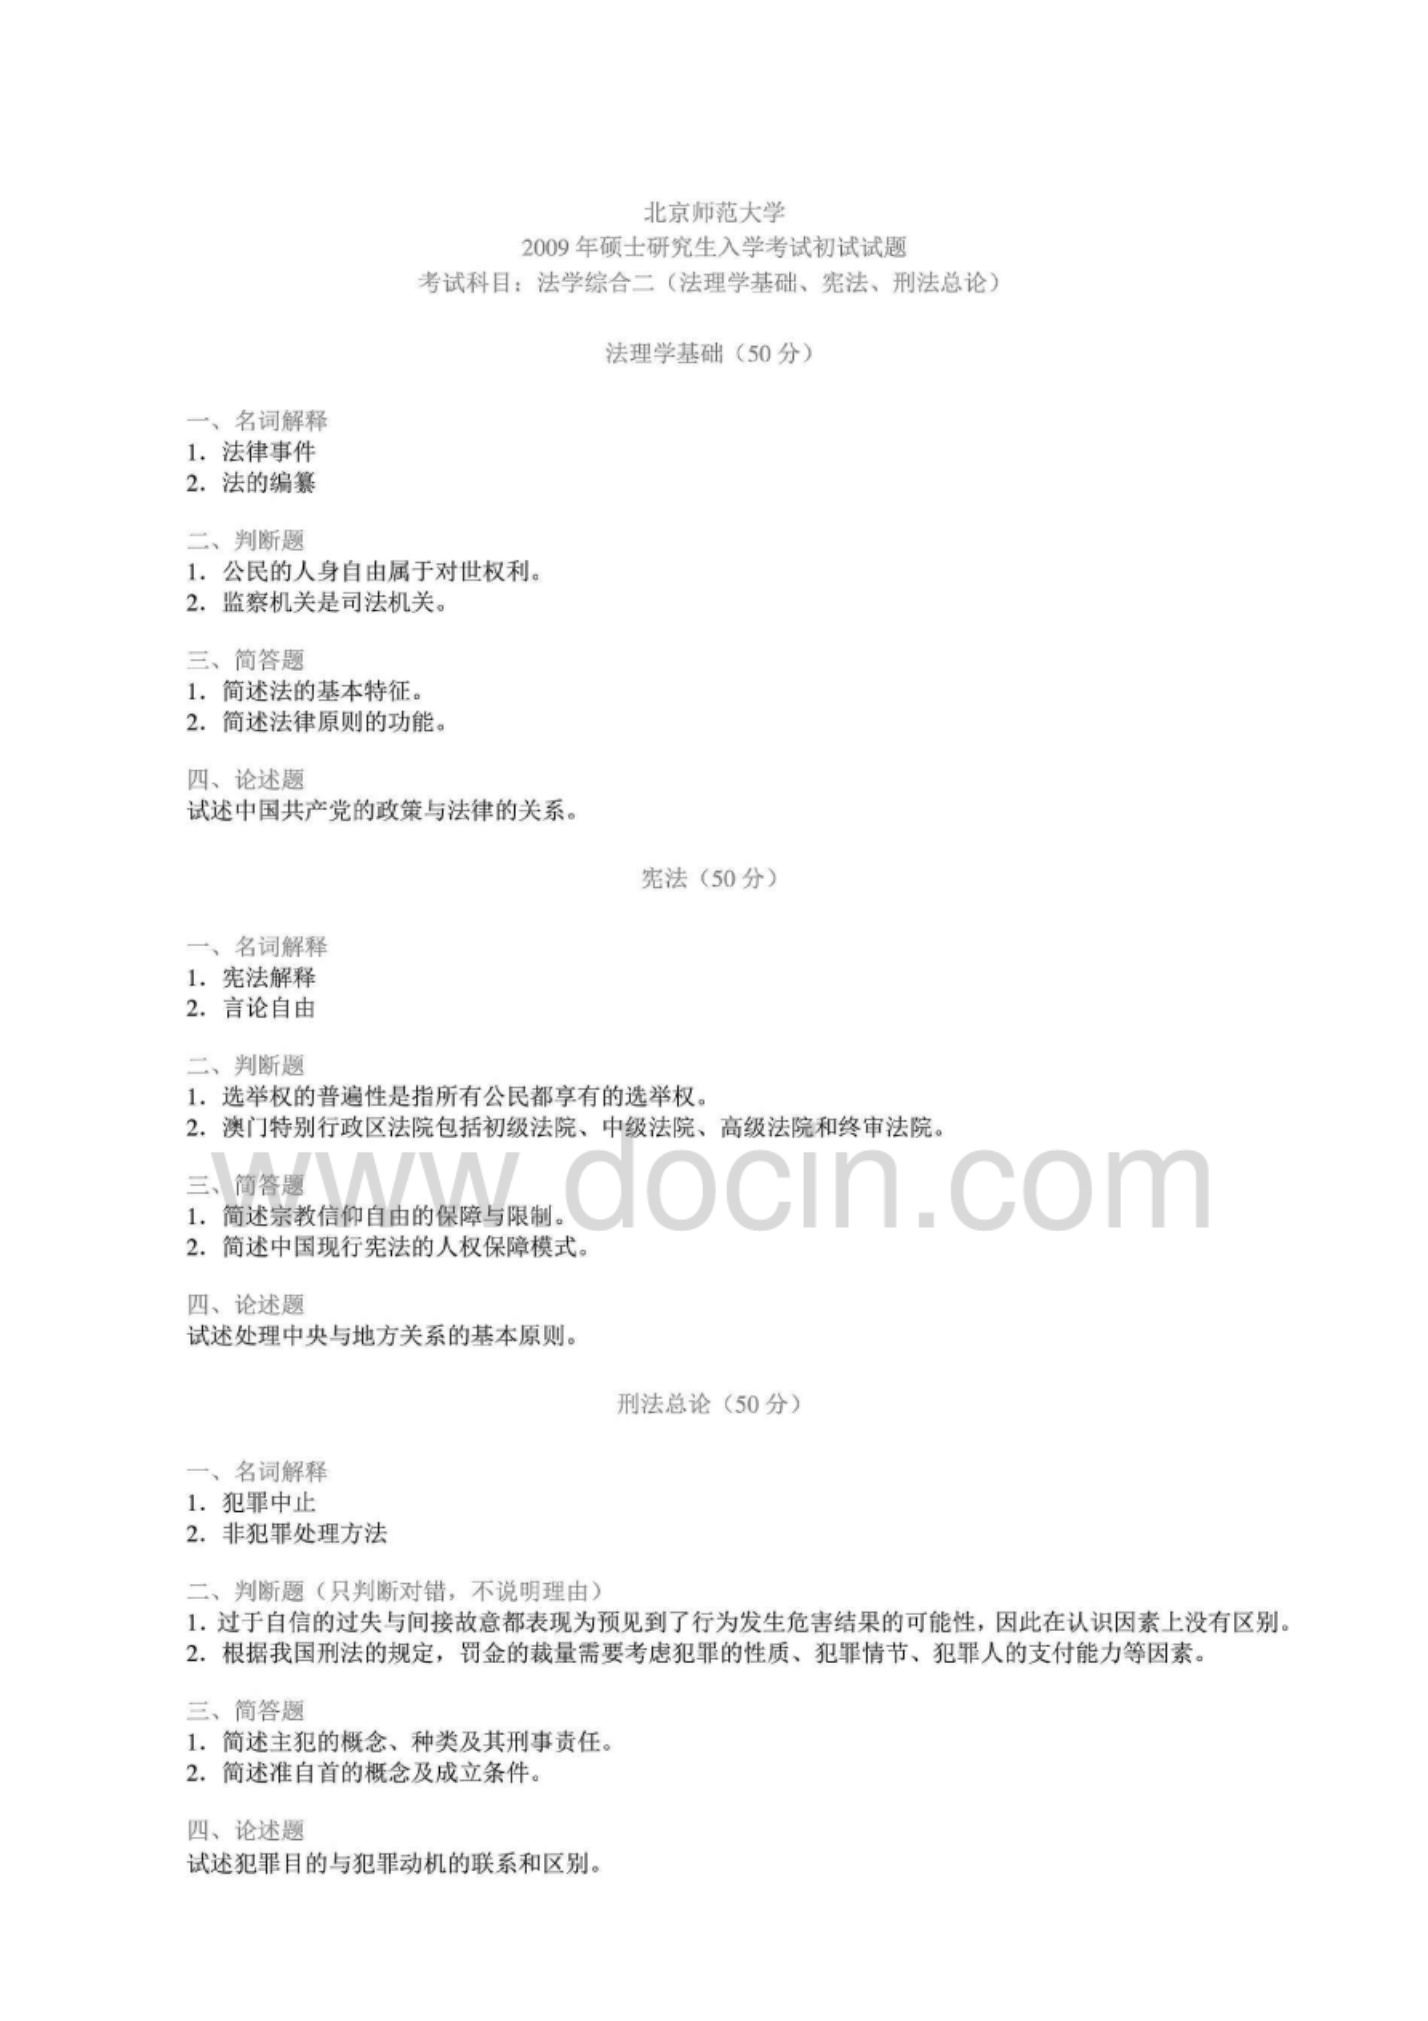 北京师范大学
2009 年硕士研究生入学考试初试试题
考试科目：法学综合二（法理学基础、宪法、刑法总论）
法理学基础（50 分）
一、名词解释
1．法律事件
2．法的编纂
二、判断题
1．公民的人身自由属于对世权利。
2．监察机关是司法机关。
三、简答题
1．简述法的基本特征。
2．简述法律原则的功能。
四、论述题
试述中国共产党的政策与法律的关系。
宪法（50 分）
一、名词解释
1．宪法解释
2．言论自由
二、判断题
1．选举权的普遍性是指所有公民都享有的选举权。
2．澳门特别行政区法院包括初级法院、中级法院、高级法院和终审法院。
www.docin.com
三、简答题
1．简述宗教信仰自由的保障与限制。
2．简述中国现行宪法的人权保障模式。
四、论述题
试述处理中央与地方关系的基本原则。
刑法总论（50 分）
一、名词解释
1．犯罪中止
2．非犯罪处理方法
二、判断题（只判断对错，不说明理由）
1. 过于自信的过失与间接故意都表现为预见到了行为发生危害结果的可能性，因此在认识因素上没有区别。
2．根据我国刑法的规定，罚金的裁量需要考虑犯罪的性质、犯罪情节、犯罪人的支付能力等因素。
三、简答题
1．简述主犯的概念、种类及其刑事责任。
2．简述准自首的概念及成立条件。
四、论述题
试述犯罪目的与犯罪动机的联系和区别。